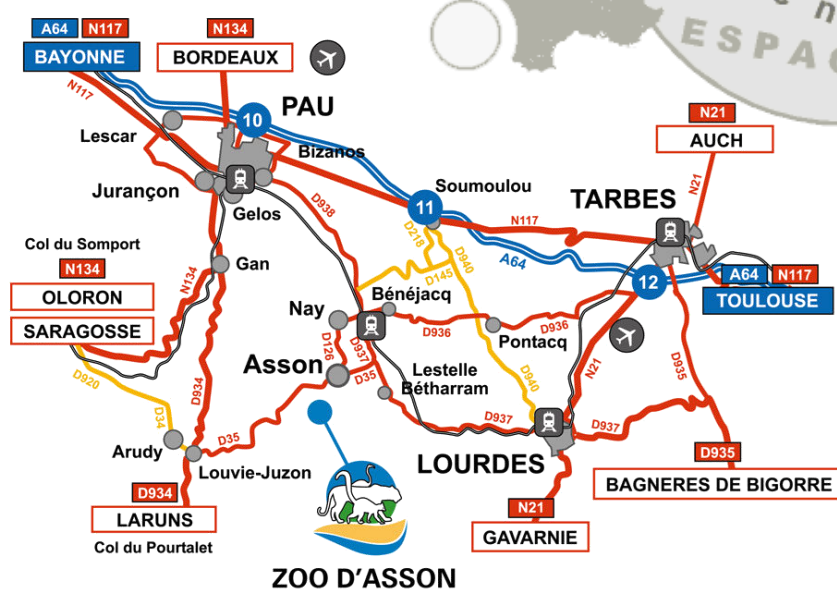 ESPA
A64 N117
BAYONNE
N134
BORDEAUX
N117
Lescar
10
PAU
Bizanos
Jurançon
Gelos
D938
Soumoulou
11
N117
N21
AUCH
N21
TARBES
D218
D940
D145
A64
12
A64 N117
TOULOUSE
Col du Somport
N134
OLORON
SARAGOSSE
Gan
N134
D934
D920
D34
Nay
Bénéjacq
D936
Pontacq
D936
D126
D937
Asson
D35
Lestelle
Bétharram
D940
N21
D935
D937
D937
LOURDES
D935
BAGNERES DE BIGORRE
Arudy
D35
Louvie-Juzon
D934
LARUNS
Col du Pourtalet
N21
GAVARNIE
ZOO D'ASSON